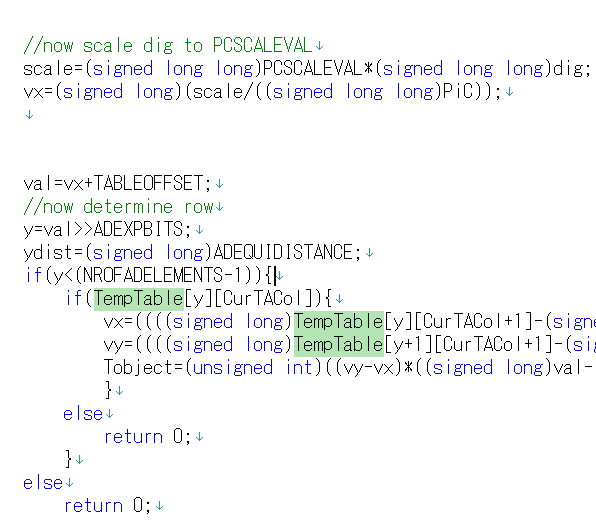 //now scale dig to PCSCALEVAL↓
scale=(signed long long)PCSCALEVAL*(signed long long)dig;
vx=(signed long)(scale/((signed long long)PiC));↓
↓
val=vx+TABLEOFFSET;↓
//now determine row↓
y=val>>ADEXPBITS;↓
ydist=(signed long)ADEQUIDISTANCE;↓
if(y<(NROFADELEMENTS-1)){↓
if(TempTable[y][CurTACol]){↓
vx=((((signed long)TempTable[y][CurTACol+1]-(signe
vy=((((signed long)TempTable[y+1][CurTACol+1]-(sig
Tobject=(unsigned int)((vy-vx)*((signed long)val-
}↓
else↓
return 0;↓
}↓
else↓
return 0;↓